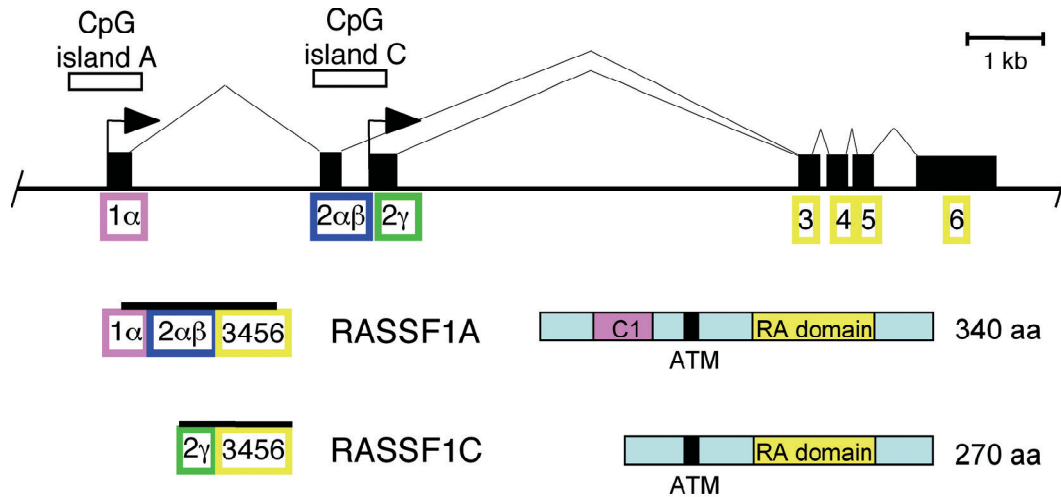 CpG
island A
CpG
island C
1 kb
1α
2αβ
2γ
3
4
5
6
1α 2αβ 3456
RASSF1A
C1
RA domain
340 aa
ATM
2γ 3456
RASSF1C
RA domain
270 aa
ATM